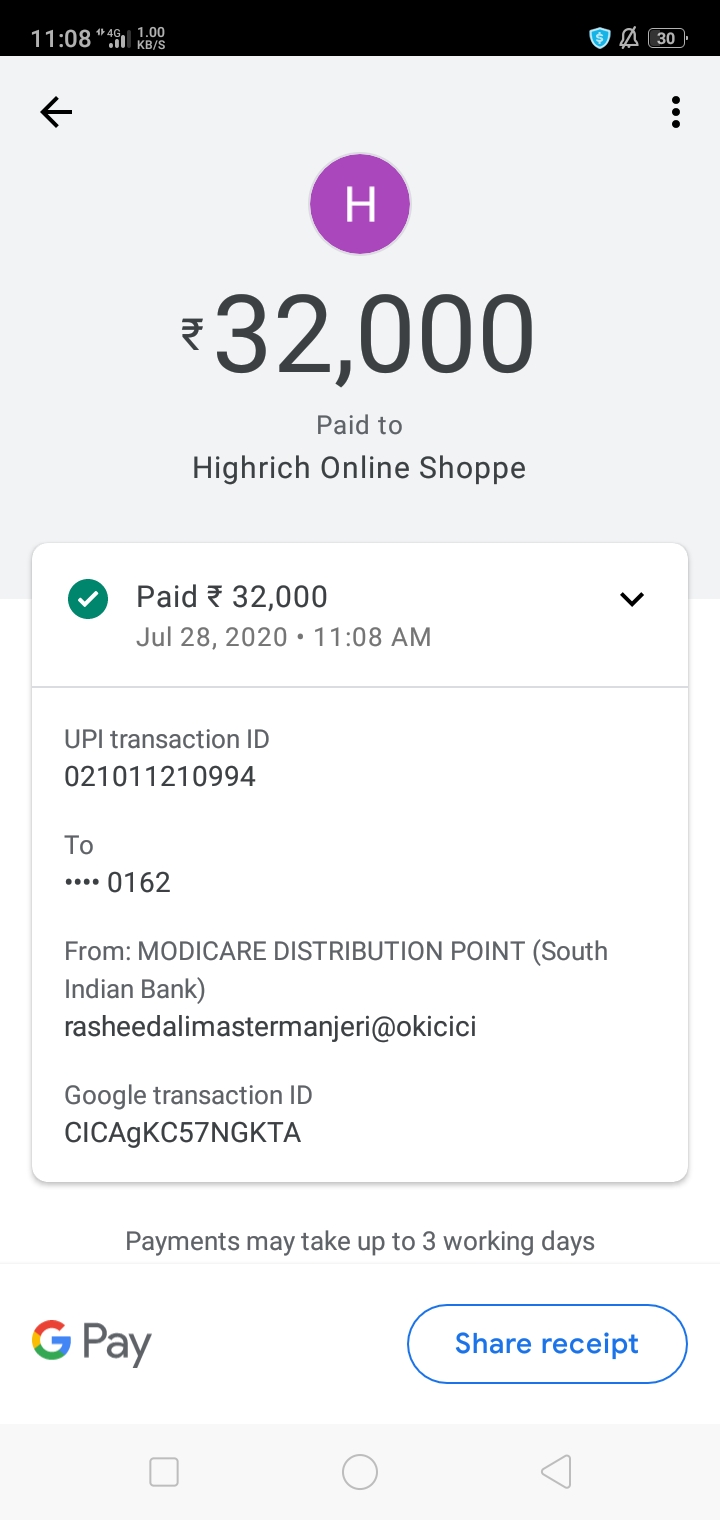 11:08 4G 1.00 KB/S 30
H
₹32,000
Paid to
Highrich Online Shoppe
Paid ₹ 32,000
Jul 28, 2020 • 11:08 AM
UPI transaction ID
021011210994
To
•••• 0162
From: MODICARE DISTRIBUTION POINT (South
Indian Bank)
rasheedalimastermanjeri@okicici
Google transaction ID
CICAgKC57NGKTA
Payments may take up to 3 working days
G Pay
Share receipt